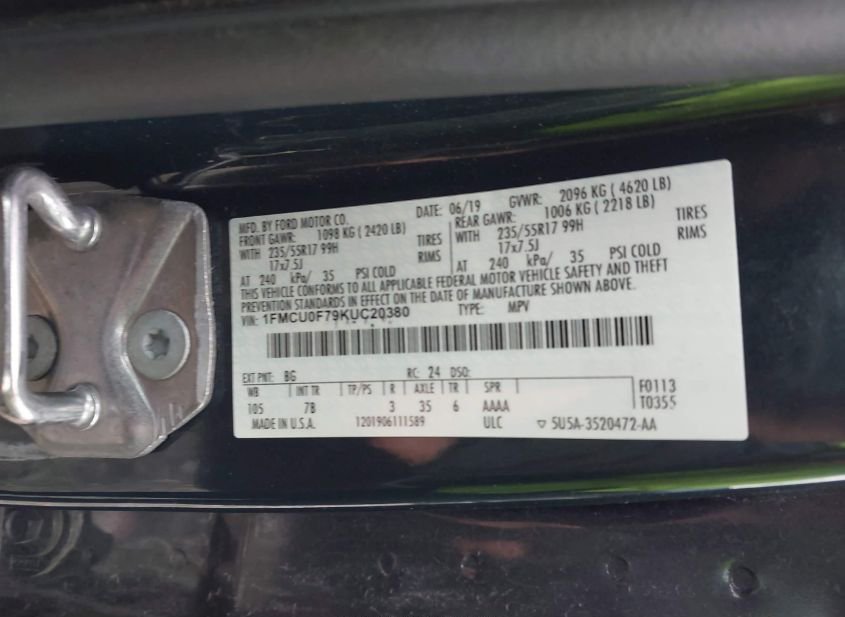 MFD. BY FORD MOTOR CO. DATE: 06/19 GVWR: 2096 KG ( 4620 LB)
FRONT GAWR: 1098 KG ( 2420 LB) REAR GAWR: 1006 KG ( 2218 LB)
WITH 235/55R17 99H TIRES WITH 235/55R17 99H TIRES
17x7.5J RIMS 17x7.5J RIMS
AT 240 kPa/ 35 PSI COLD AT 240 kPa/ 35 PSI COLD
THIS VEHICLE CONFORMS TO ALL APPLICABLE FEDERAL MOTOR VEHICLE SAFETY AND THEFT
PREVENTION STANDARDS IN EFFECT ON THE DATE OF MANUFACTURE SHOWN ABOVE.
VIN: 1FMCU0F79KUC20380 TYPE: MPV
EXT PNT: BG RC: 24 DSO:
WB INT TR TP/PS R AXLE TR SPR F0113
105 7B 3 35 6 AAAA T0355
MADE IN U.S.A. 1201906111589 ULC ▽ 5U5A-3520472-AA